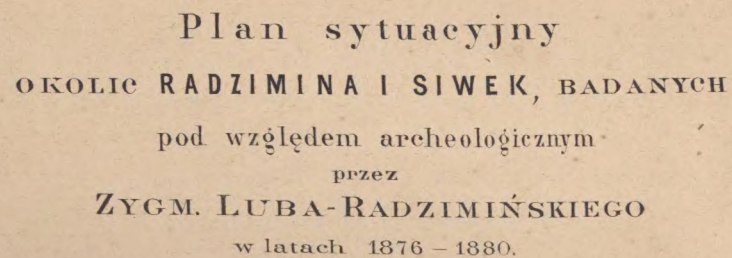 Plan sytuacyjny
OKOLIC RADZIMINA I SIWEK, BADANYCH
pod względem archeologicznym
przez
ZYGM. LUBA-RADZIMIŃSKIEGO
w latach 1876 – 1880.